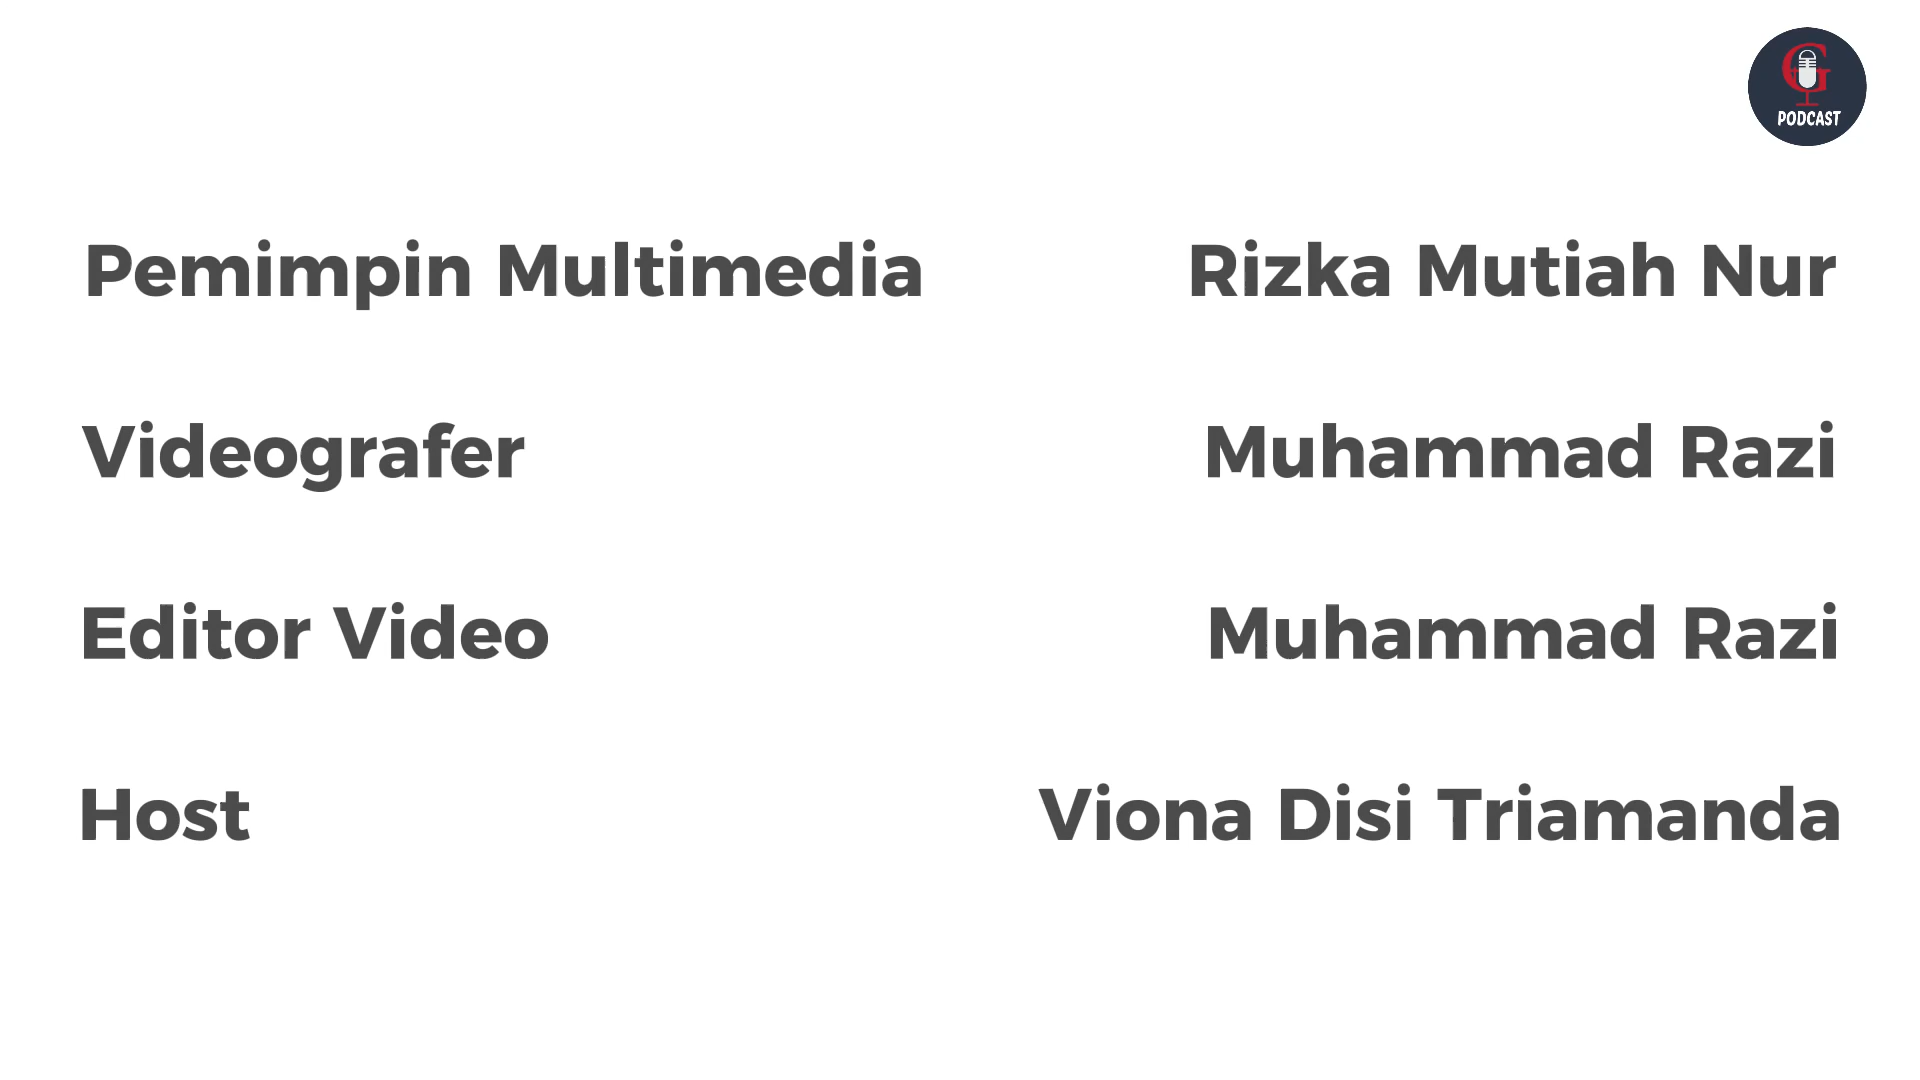 G
PODCAST
Pemimpin Multimedia Rizka Mutiah Nur
Videografer Muhammad Razi
Editor Video Muhammad Razi
Host Viona Disi Triamanda